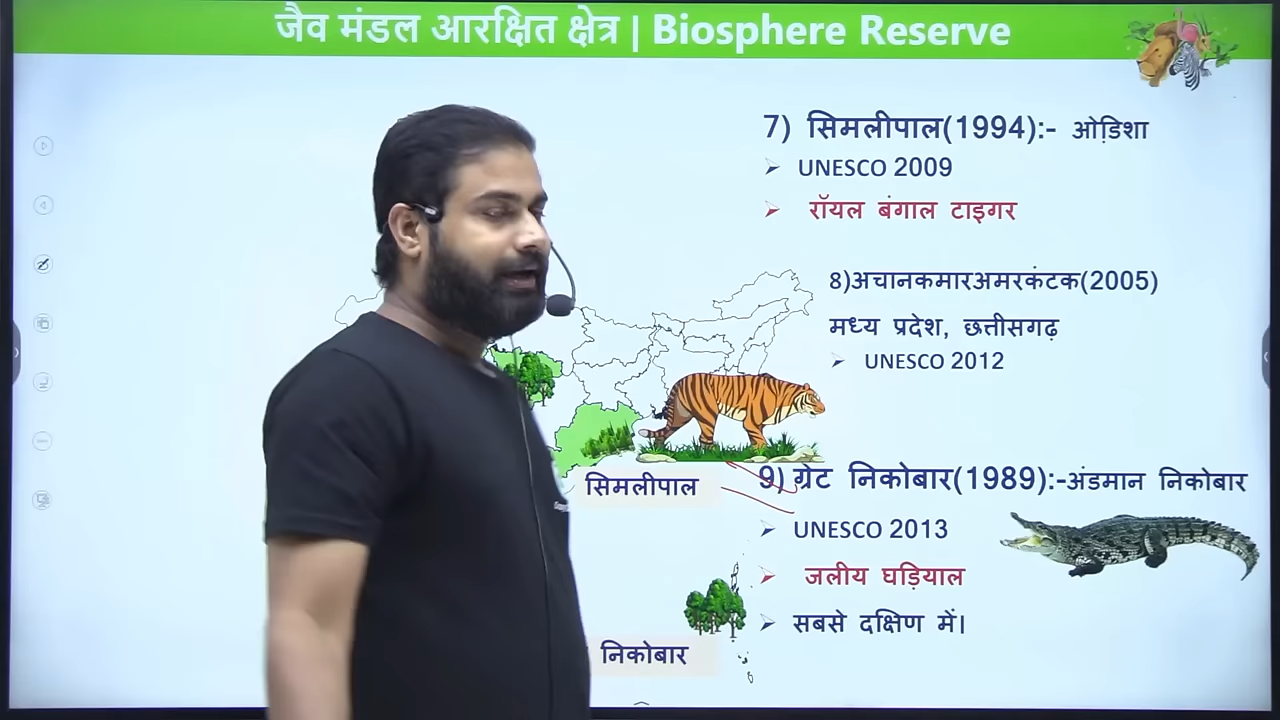 जैव मंडल आरक्षित क्षेत्र | Biosphere Reserve
7) सिमलीपाल(1994):- ओडिशा
UNESCO 2009
रॉयल बंगाल टाइगर
8)अचानकमारअमरकंटक(2005)
मध्य प्रदेश, छत्तीसगढ़
UNESCO 2012
सिमलीपाल
9) ग्रेट निकोबार(1989):-अंडमान निकोबार
UNESCO 2013
जलीय घड़ियाल
सबसे दक्षिण में।
निकोबार